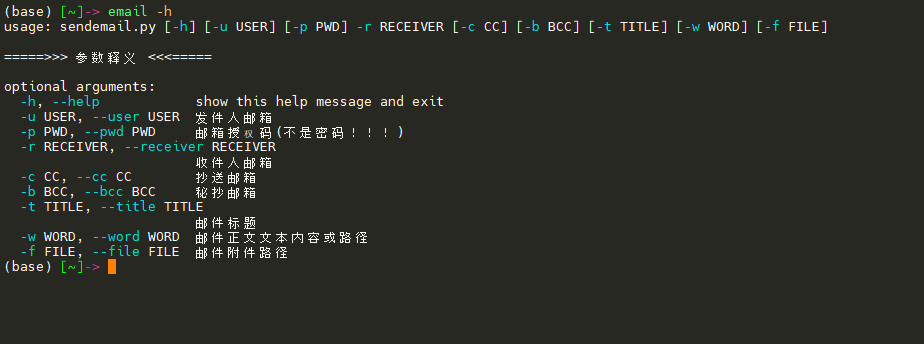 (base) [~]-> email -h
usage: sendemail.py [-h] [-u USER] [-p PWD] -r RECEIVER [-c CC] [-b BCC] [-t TITLE] [-w WORD] [-f FILE]
=====>>> 参数释义 <<<=====
optional arguments:
-h, --help show this help message and exit
-u USER, --user USER 发件人邮箱
-p PWD, --pwd PWD 邮箱授权码(不是密码！！！)
-r RECEIVER, --receiver RECEIVER
收件人邮箱
-c CC, --cc CC 抄送邮箱
-b BCC, --bcc BCC 秘抄邮箱
-t TITLE, --title TITLE
邮件标题
-w WORD, --word WORD 邮件正文文本内容或路径
-f FILE, --file FILE 邮件附件路径
(base) [~]->